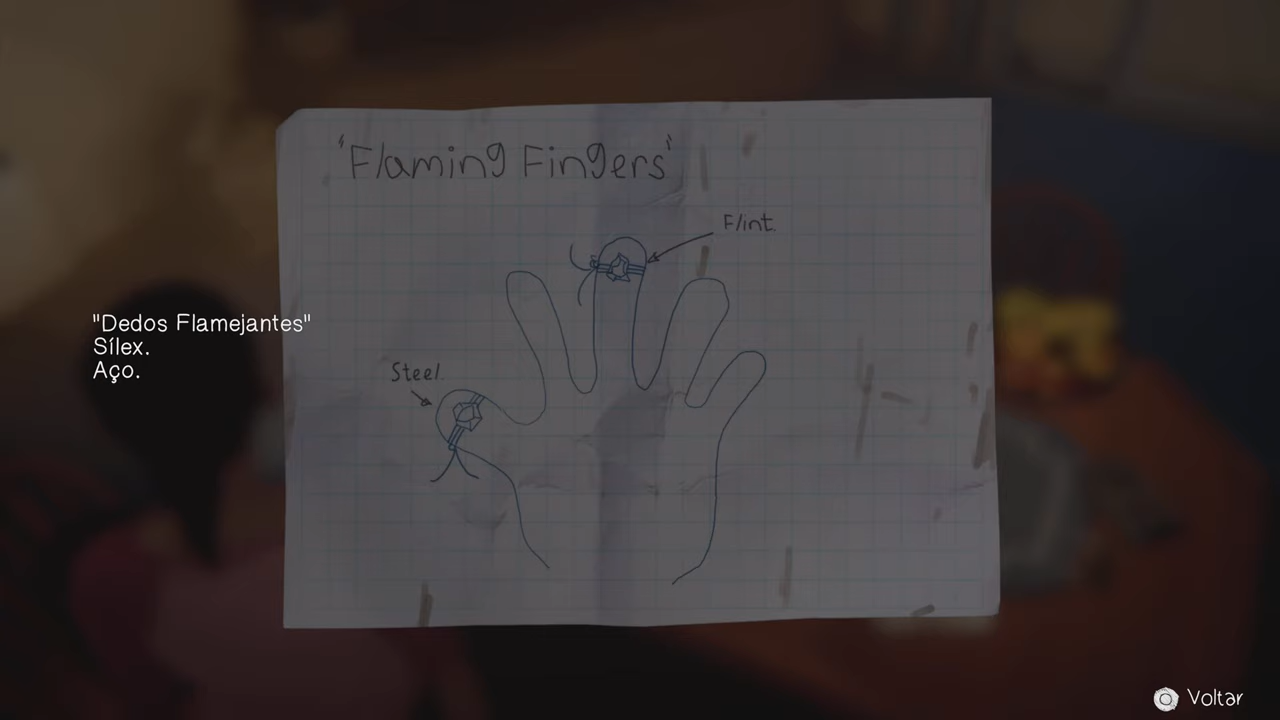 'Flaming Fingers'
Flint.
Steel.
"Dedos Flamejantes"
Sílex.
Aço.
Voltar